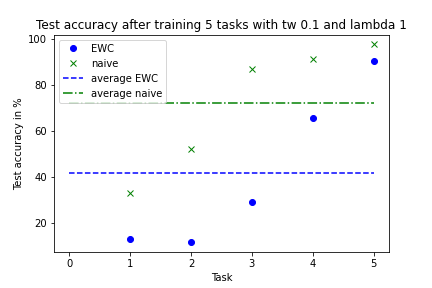 Test accuracy after training 5 tasks with tw 0.1 and lambda 1
EWC
naive
average EWC
average naive
Test accuracy in %
100
80
60
40
20
0 1 2 3 4 5
Task